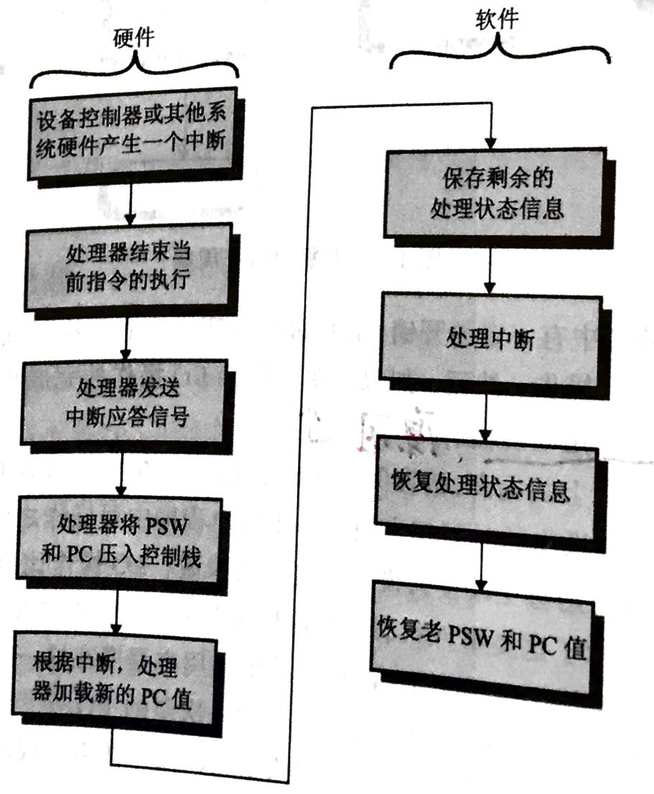 硬件
设备控制器或其他系
统硬件产生一个中断
处理器结束当
前指令的执行
处理器发送
中断应答信号
处理器将 PSW
和 PC 压入控制栈
根据中断，处理
器加载新的 PC 值
软件
保存剩余的
处理状态信息
处理中断
恢复处理状态信息
恢复老 PSW 和 PC 值